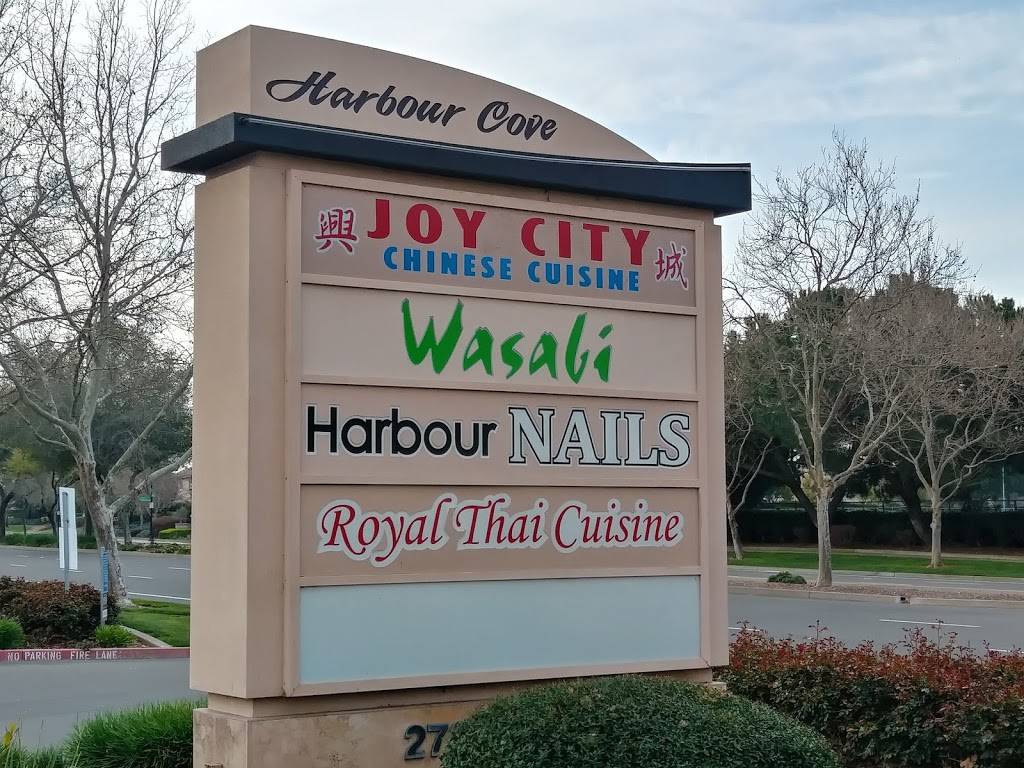 Harbour Cove
興 JOY CITY 城
CHINESE CUISINE
Wasabi
Harbour NAILS
Royal Thai Cuisine
NO PARKING FIRE LANE
27